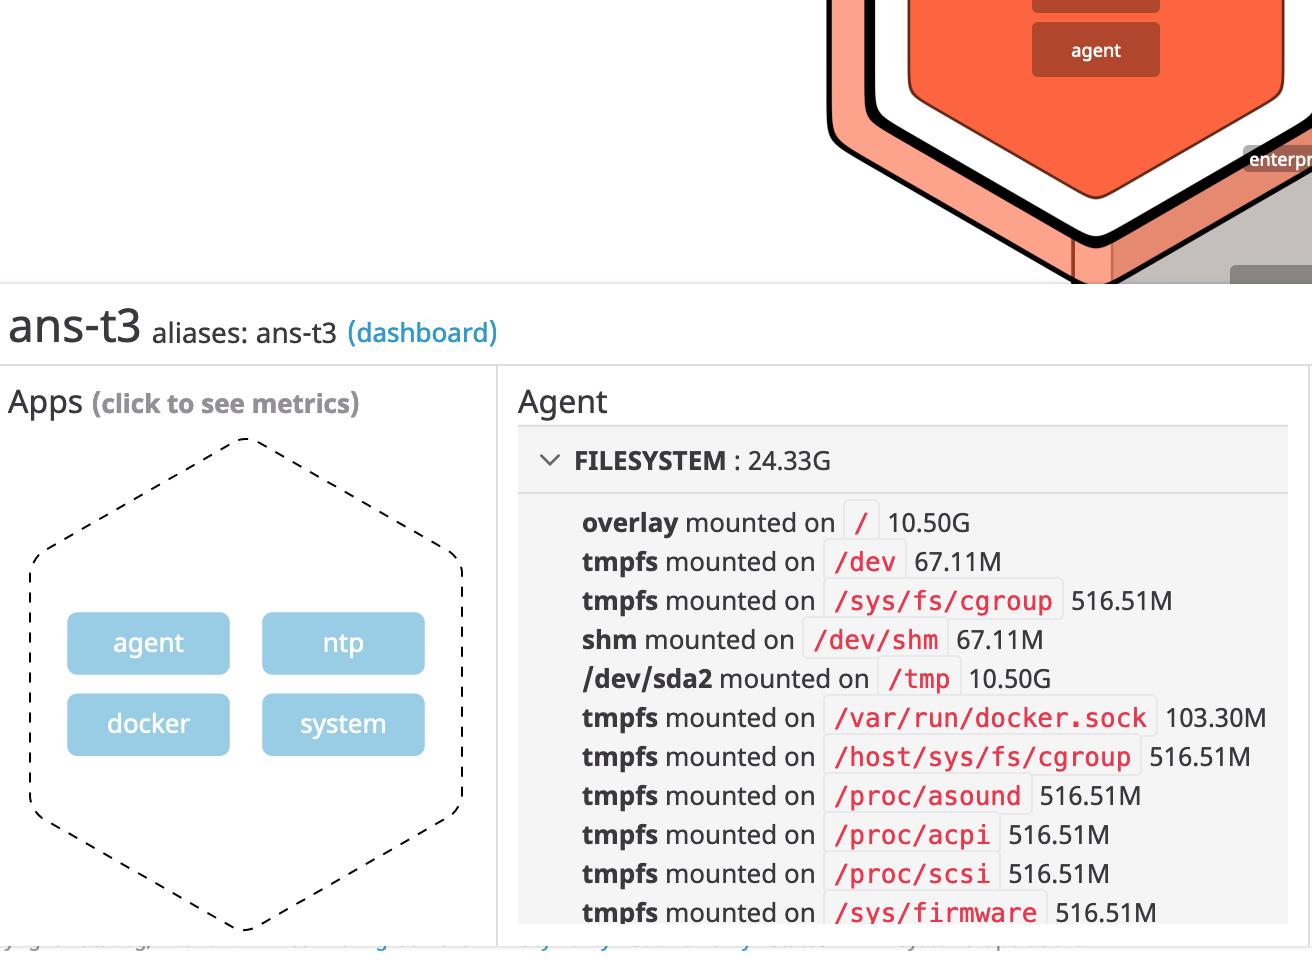 agent
enterpr
ans-t3 aliases: ans-t3 (dashboard)
Apps (click to see metrics)
agent
ntp
docker
system
Agent
FILESYSTEM : 24.33G
overlay mounted on / 10.50G
tmpfs mounted on /dev 67.11M
tmpfs mounted on /sys/fs/cgroup 516.51M
shm mounted on /dev/shm 67.11M
/dev/sda2 mounted on /tmp 10.50G
tmpfs mounted on /var/run/docker.sock 103.30M
tmpfs mounted on /host/sys/fs/cgroup 516.51M
tmpfs mounted on /proc/asound 516.51M
tmpfs mounted on /proc/acpi 516.51M
tmpfs mounted on /proc/scsi 516.51M
tmpfs mounted on /sys/firmware 516.51M